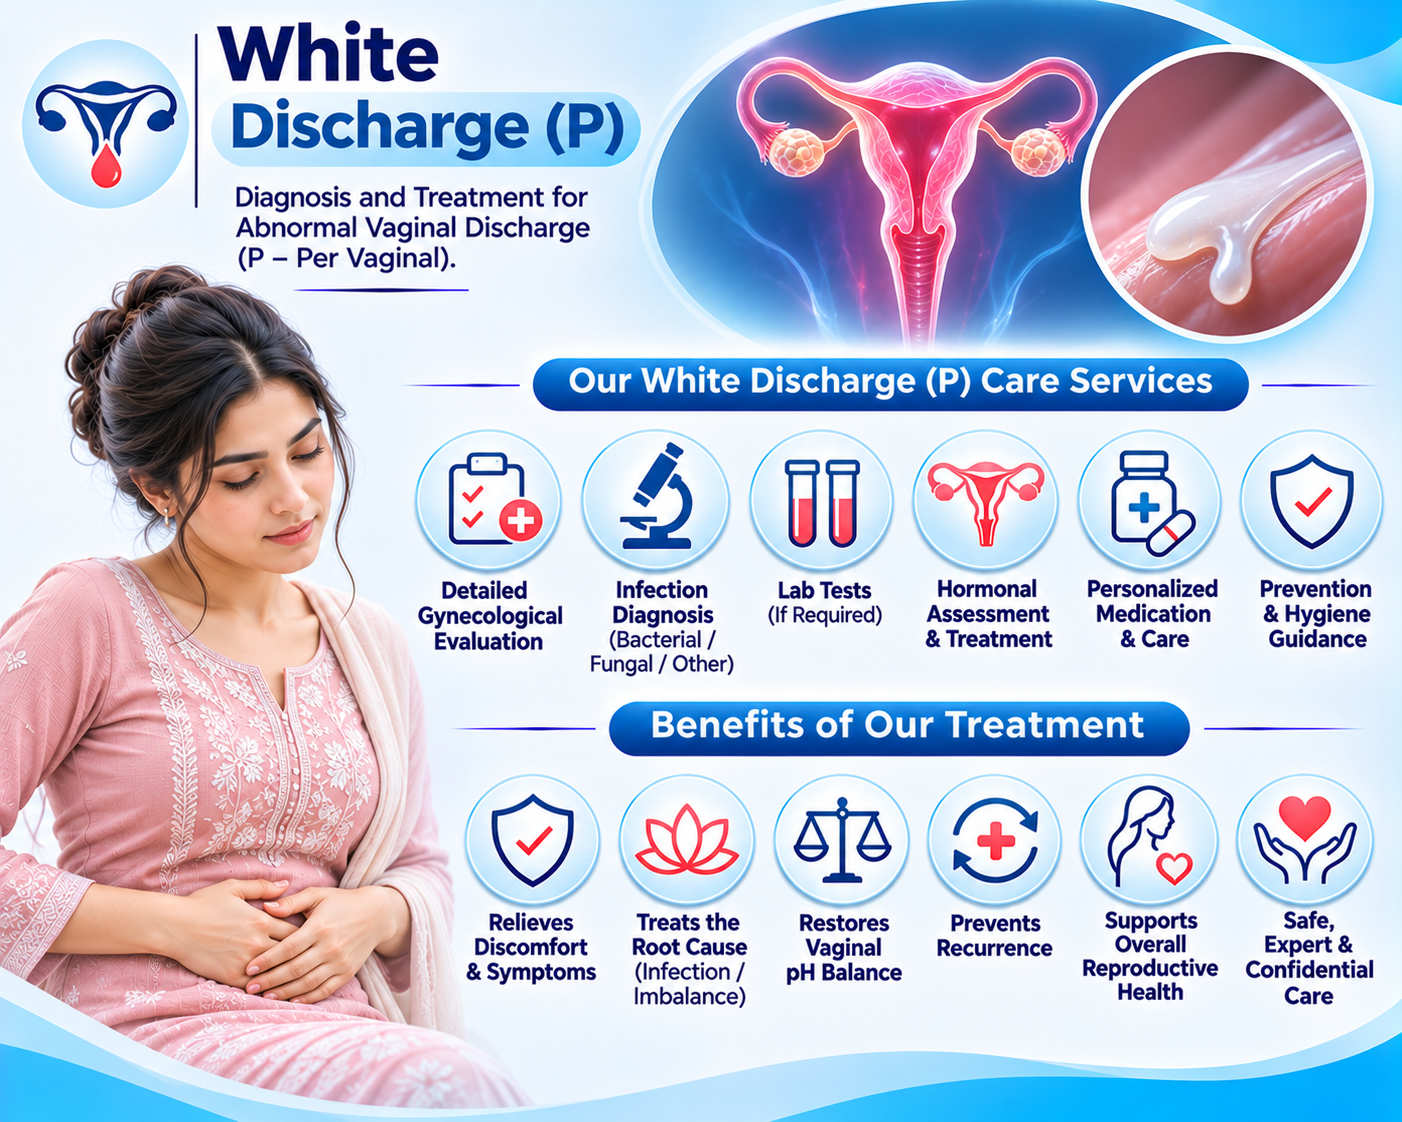 White
Discharge (P)
Diagnosis and Treatment for
Abnormal Vaginal Discharge
(P – Per Vaginal).
Our White Discharge (P) Care Services
Detailed
Gynecological
Evaluation
Infection
Diagnosis
(Bacterial /
Fungal / Other)
Lab Tests
(If Required)
Hormonal
Assessment
& Treatment
Personalized
Medication
& Care
Prevention
& Hygiene
Guidance
Benefits of Our Treatment
Relieves
Discomfort
& Symptoms
Treats the
Root Cause
(Infection /
Imbalance)
Restores
Vaginal
pH Balance
Prevents
Recurrence
Supports
Overall
Reproductive
Health
Safe,
Expert &
Confidential
Care